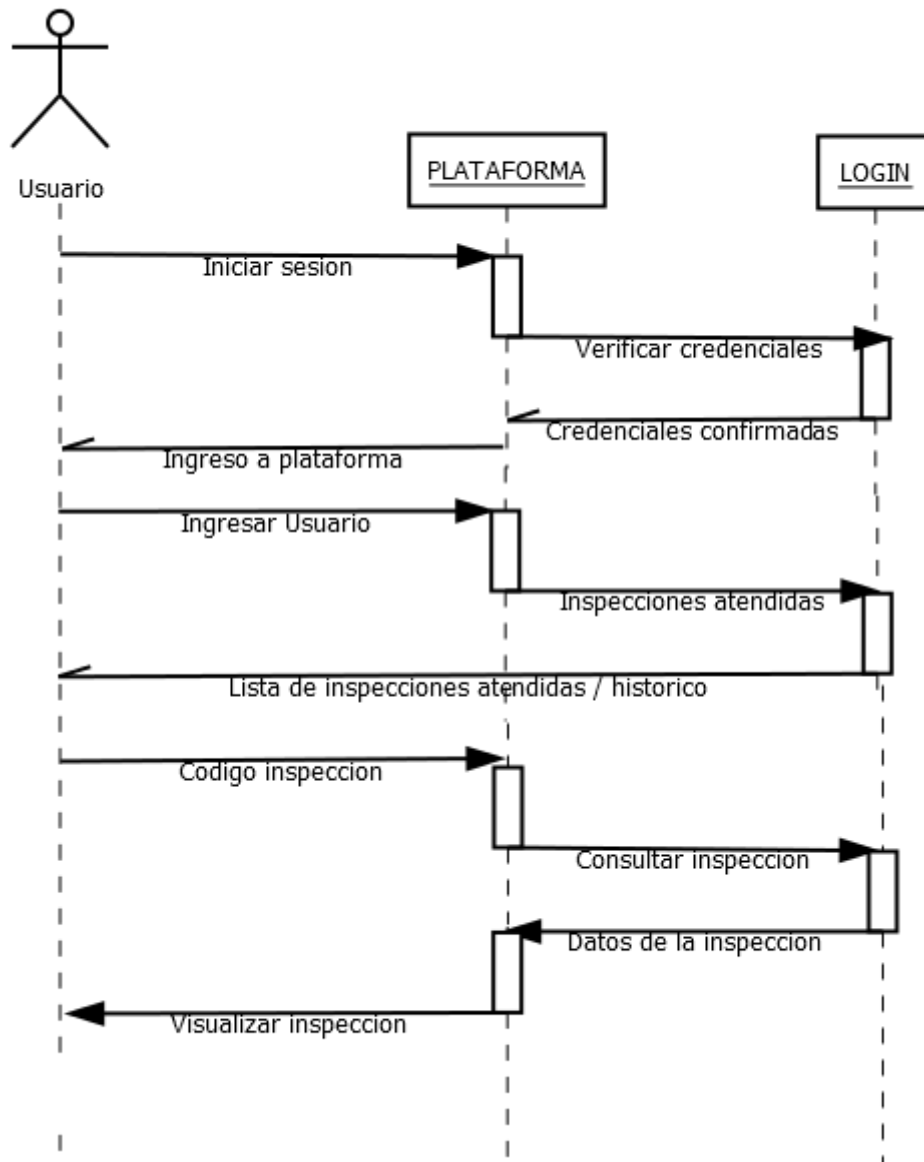 PLATAFORMA
LOGIN
Usuario
Iniciar sesion
Verificar credenciales
Credenciales confirmadas
Ingreso a plataforma
Ingresar Usuario
Inspecciones atendidas
Lista de inspecciones atendidas / historico
Codigo inspeccion
Consultar inspeccion
Datos de la inspeccion
Visualizar inspeccion